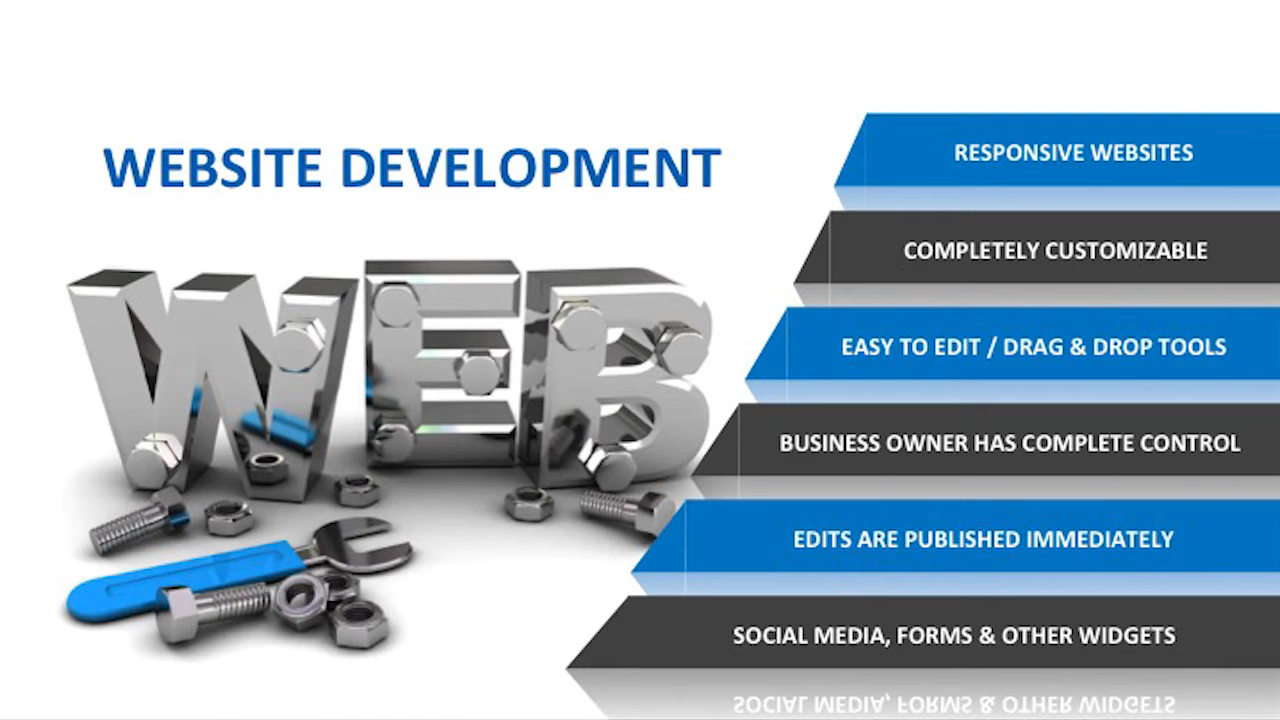 WEBSITE DEVELOPMENT
WEB
RESPONSIVE WEBSITES
COMPLETELY CUSTOMIZABLE
EASY TO EDIT / DRAG & DROP TOOLS
BUSINESS OWNER HAS COMPLETE CONTROL
EDITS ARE PUBLISHED IMMEDIATELY
SOCIAL MEDIA, FORMS & OTHER WIDGETS